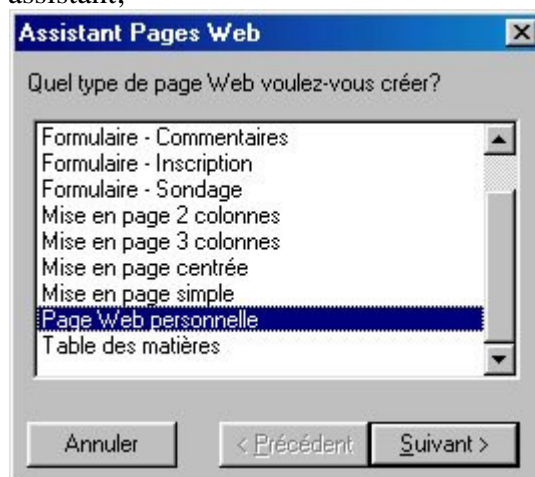 assistant;
Assistant Pages Web
Quel type de page Web voulez-vous créer?
Formulaire - Commentaires
Formulaire - Inscription
Formulaire - Sondage
Mise en page 2 colonnes
Mise en page 3 colonnes
Mise en page centrée
Mise en page simple
Page Web personnelle
Table des matières
Annuler
< Précédent
Suivant >